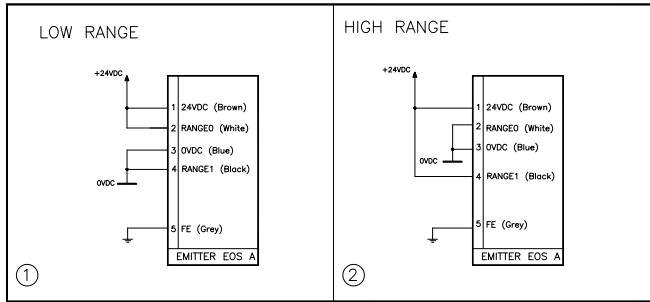 LOW RANGE
+24VDC
1 24VDC (Brown)
2 RANGE0 (White)
3 0VDC (Blue)
4 RANGE1 (Black)
0VDC
5 FE (Grey)
EMITTER EOS A
1
HIGH RANGE
+24VDC
1 24VDC (Brown)
2 RANGE0 (White)
3 0VDC (Blue)
0VDC
4 RANGE1 (Black)
5 FE (Grey)
EMITTER EOS A
2